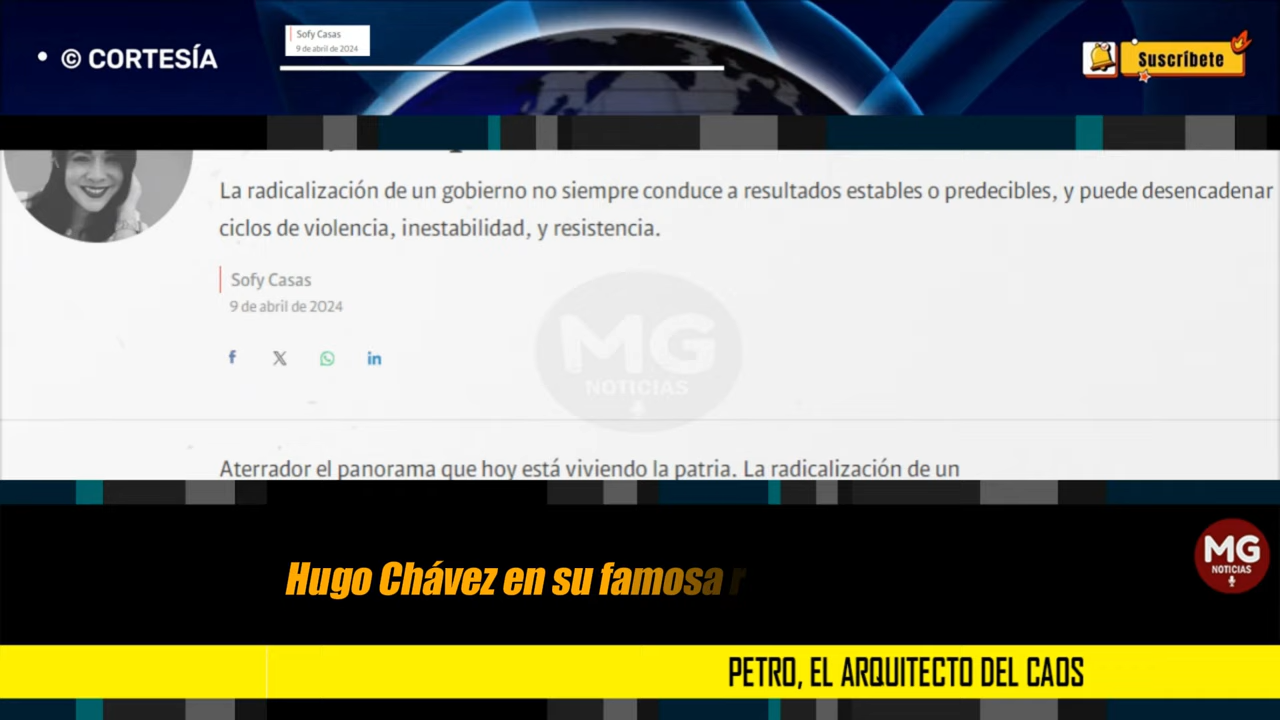 © CORTESÍA
Sofy Casas
9 de abril de 2024
Suscríbete
La radicalización de un gobierno no siempre conduce a resultados estables o predecibles, y puede desencadenar
ciclos de violencia, inestabilidad, y resistencia.
Sofy Casas
9 de abril de 2024
MG
NOTICIAS
Aterrador el panorama que hoy está viviendo la patria. La radicalización de un
Hugo Chávez en su famosa r
MG
NOTICIAS
PETRO, EL ARQUITECTO DEL CAOS